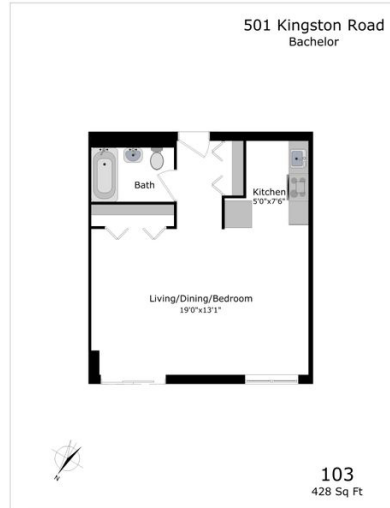 501 Kingston Road
Bachelor
Bath
Kitchen
5'0"x7'6"
Living/Dining/Bedroom
19'0"x13'1"
N
103
428 Sq Ft